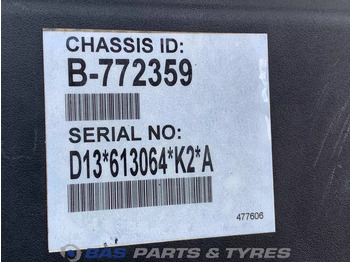 CHASSIS ID:
B-772359
SERIAL NO:
D13*613064*K2*A
477606
BAS PARTS & TYRES